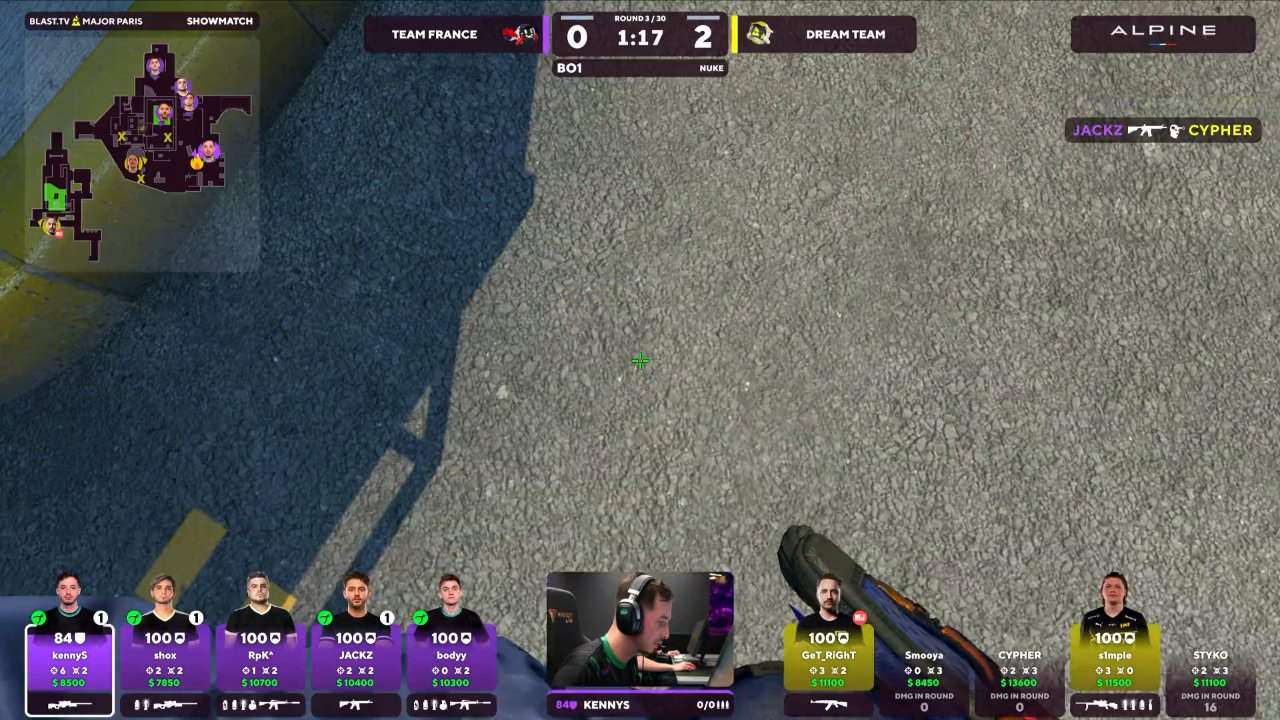 BLAST.TV MAJOR PARIS SHOWMATCH
TEAM FRANCE 0 ROUND 3 / 30 1:17 2 DREAM TEAM
BO1 NUKE
ALPINE
JACKZ CYPHER
B
84 1 100 1 100 100 1 100 100 100
kennyS shox RpK^ JACKZ bodyy GeT_RiGhT Smooya CYPHER s1mple STYKO
6 2 2 2 1 2 2 2 0 2 3 2 0 3 2 3 3 0 2 3
$8500 $7850 $10700 $10400 $10300 $11100 $8450 $13600 $11500 $11100
DMG IN ROUND DMG IN ROUND DMG IN ROUND
84 KENNYS 0/0 0 0 16